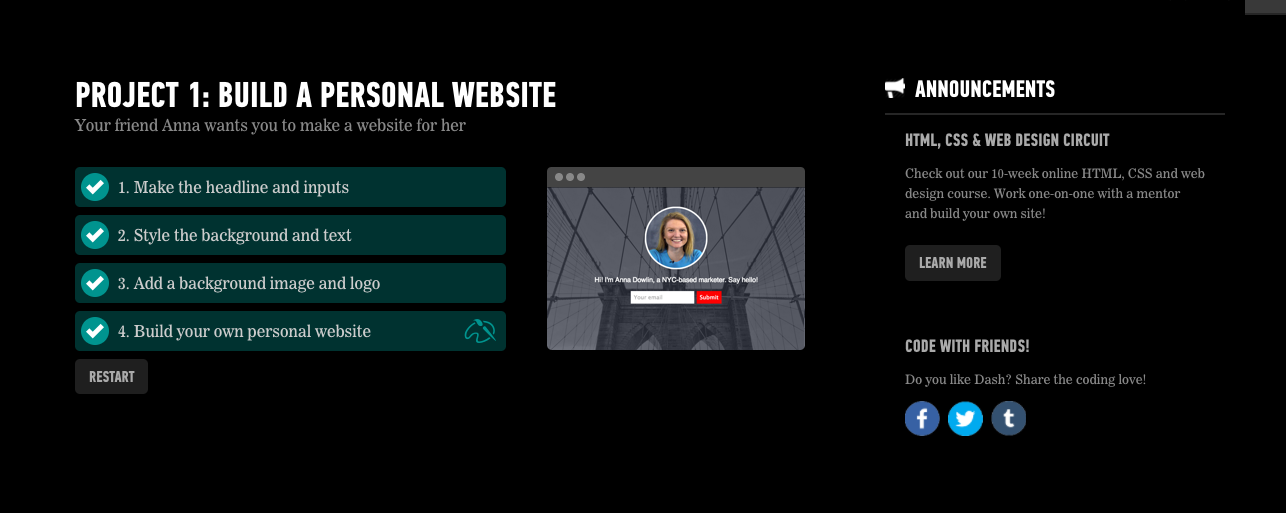 PROJECT 1: BUILD A PERSONAL WEBSITE
Your friend Anna wants you to make a website for her
1. Make the headline and inputs
2. Style the background and text
3. Add a background image and logo
4. Build your own personal website
RESTART
Hi! I'm Anna Dowlin, a NYC-based marketer. Say hello!
Your email
Submit
ANNOUNCEMENTS
HTML, CSS & WEB DESIGN CIRCUIT
Check out our 10-week online HTML, CSS and web
design course. Work one-on-one with a mentor
and build your own site!
LEARN MORE
CODE WITH FRIENDS!
Do you like Dash? Share the coding love!
f
t